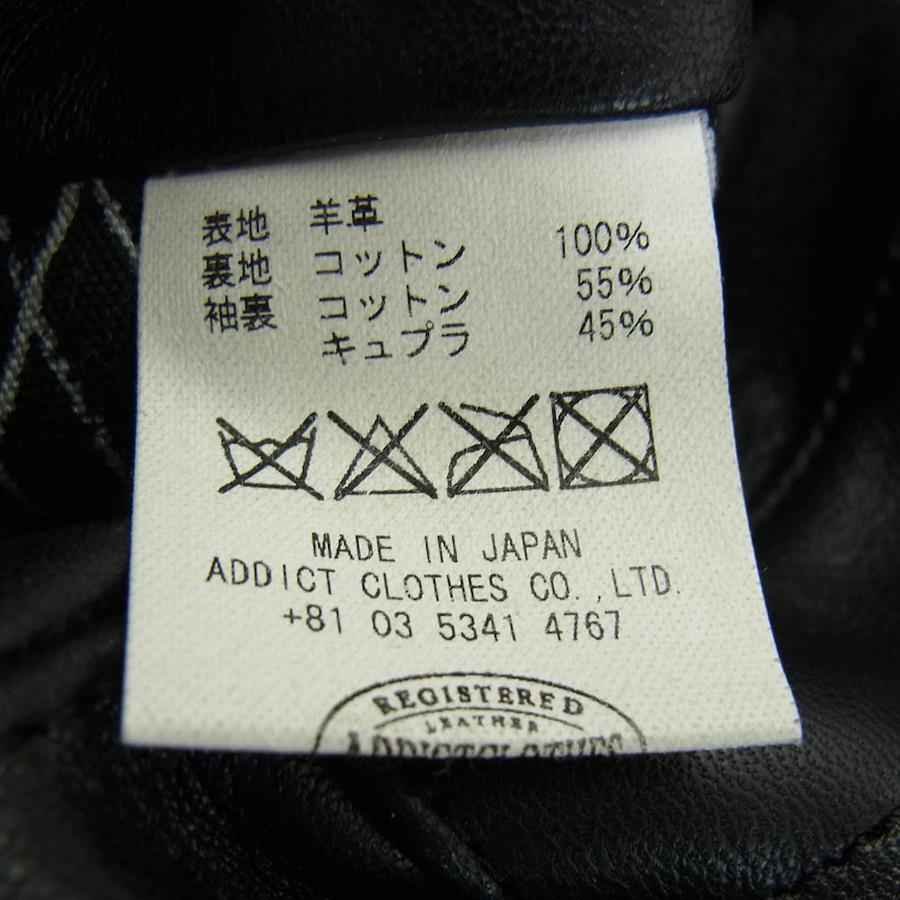 表地 羊革
裏地 コットン 100%
袖裏 コットン 55%
キュプラ 45%
MADE IN JAPAN
ADDICT CLOTHES CO.,LTD.
+81 03 5341 4767
REGISTERED
LEATHER
ADDICTCLOTHES